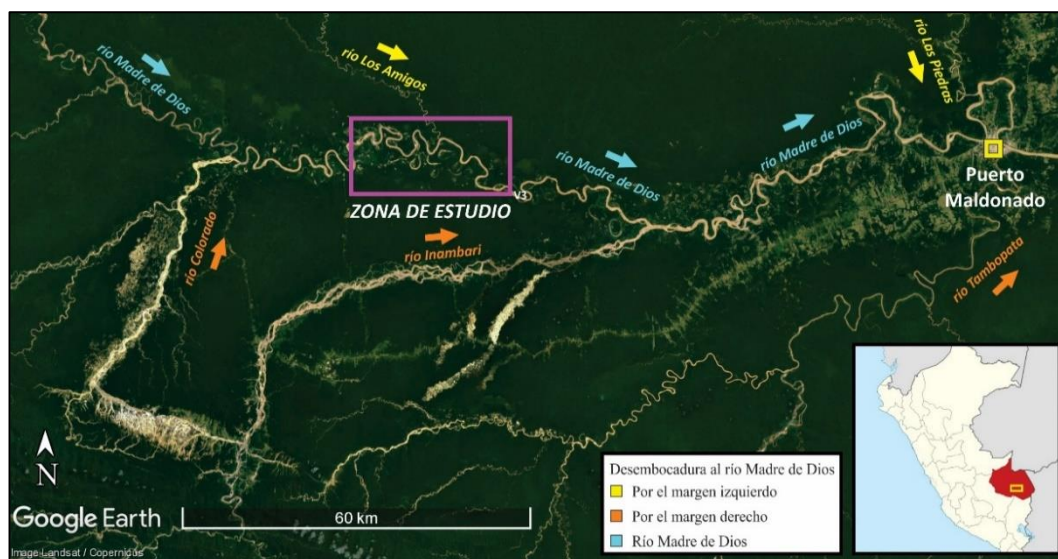 río Madre de Dios
río Los Amigos
río Las Piedras
río Madre de Dios
río Madre de Dios
Puerto
Maldonado
V3
ZONA DE ESTUDIO
río Colorado
río Inambari
río Tambopata
N
Google Earth
60 km
Image Landsat / Copernicus
Desembocadura al río Madre de Dios
Por el margen izquierdo
Por el margen derecho
Río Madre de Dios